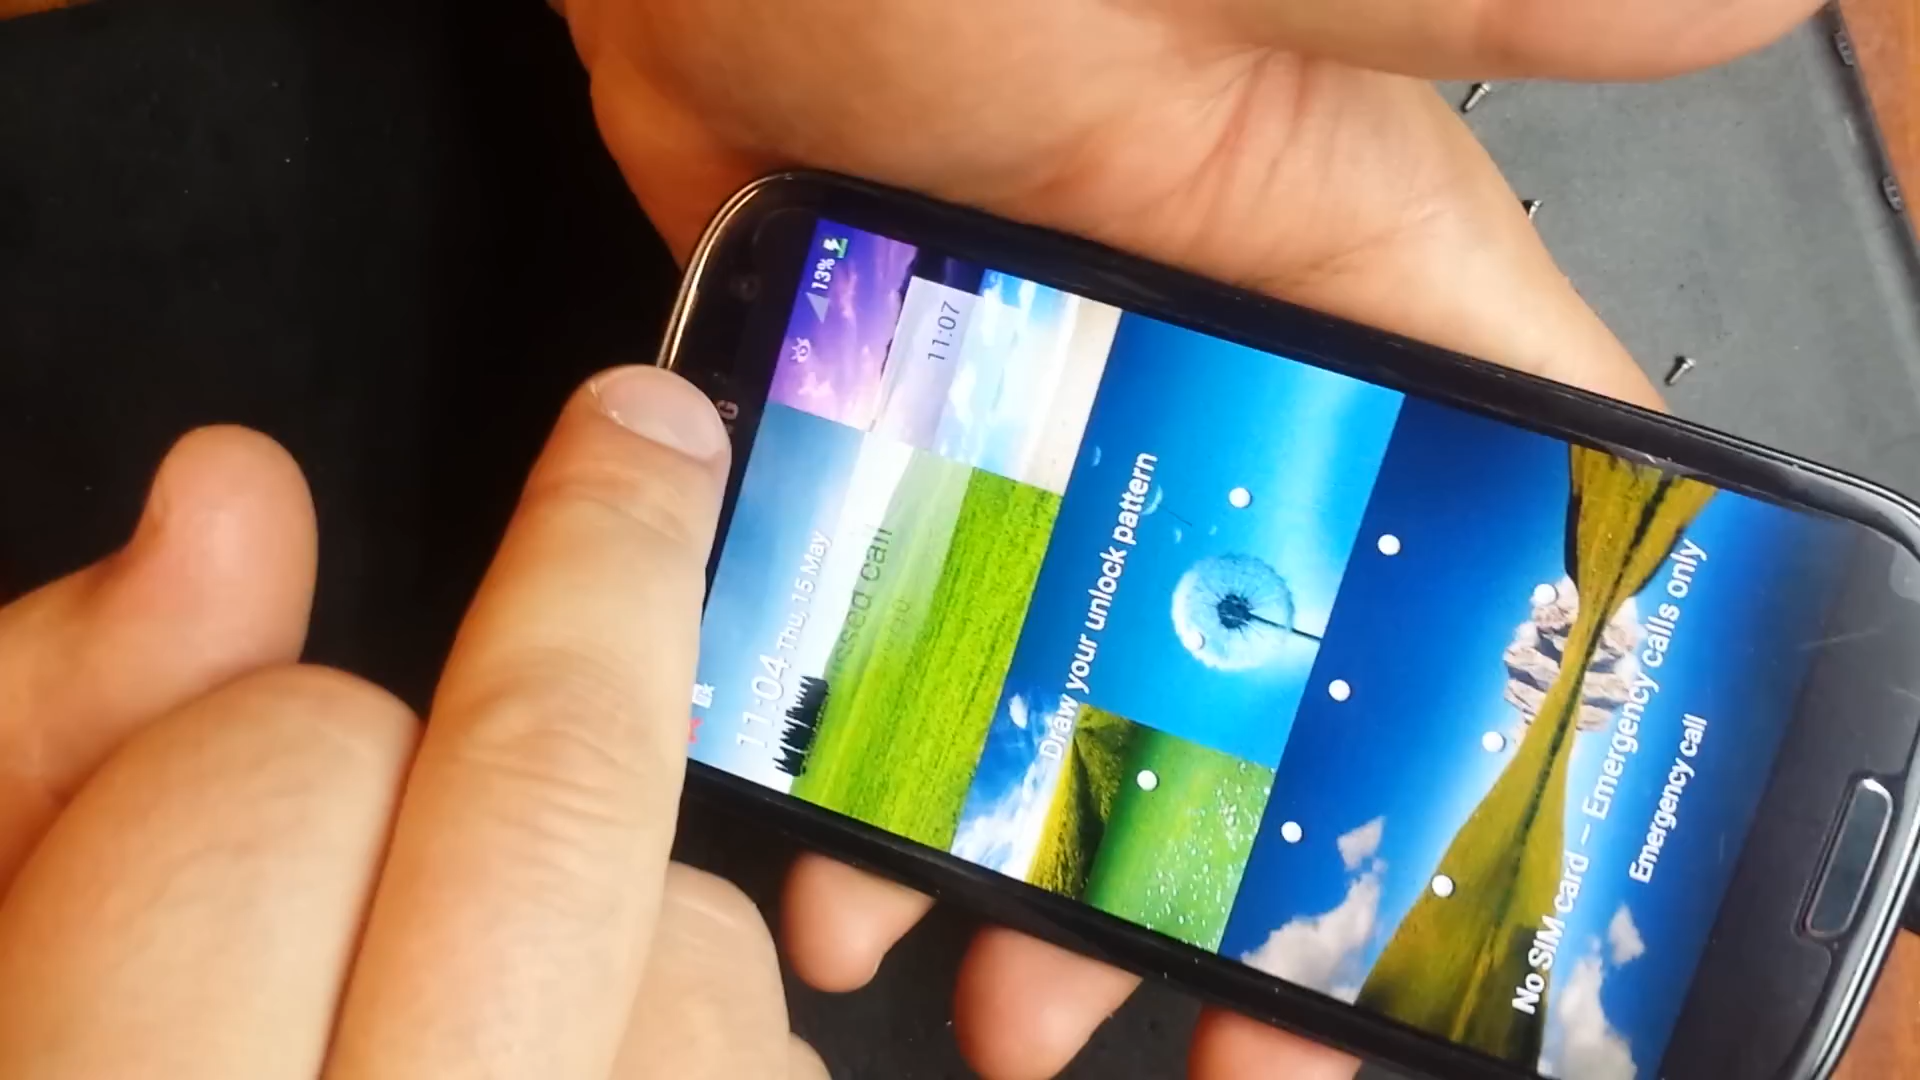 13%
11:04 Thu, 15 May
11:07
call
Draw your unlock pattern
No SIM card – Emergency calls only
Emergency call